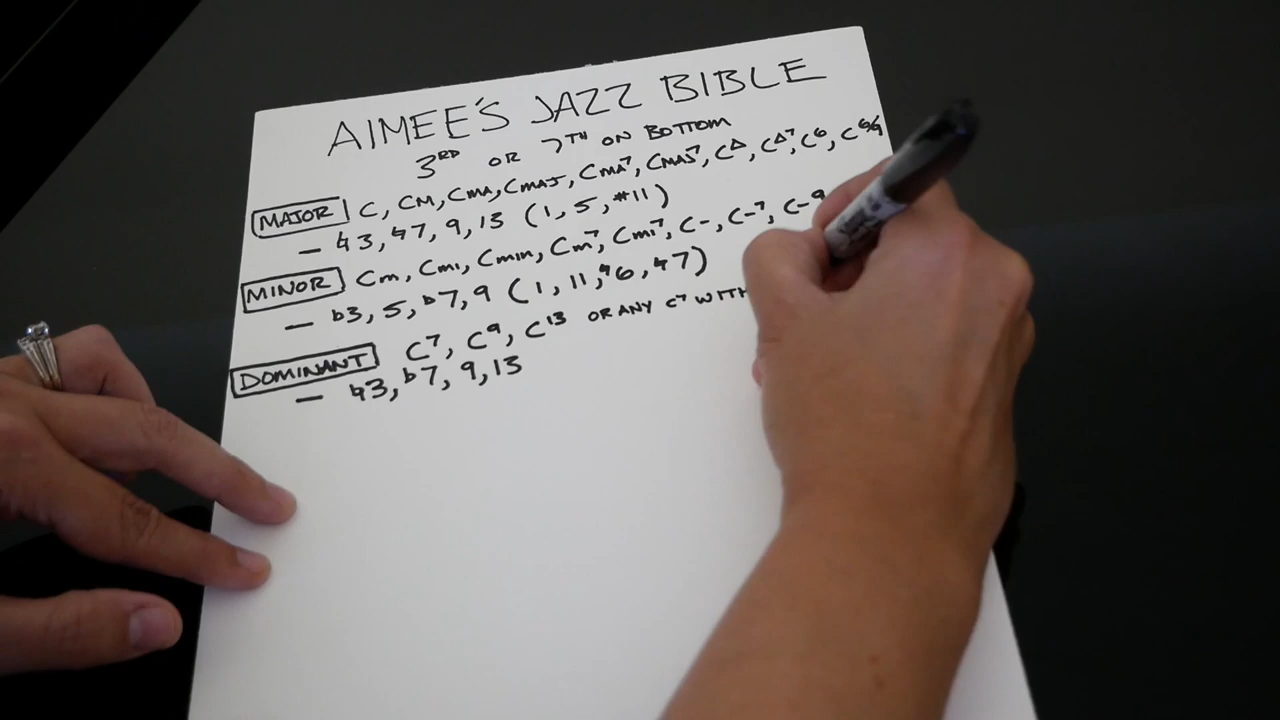 AIMEE'S JAZZ BIBLE
3RD OR 7TH ON BOTTOM
MAJOR C, CM, CMA, CMAJ, CMA7, CMAJ7, C△, C△7, C6, C6/9
— ♮3, ♮7, 9, 13 (1, 5, #11)
MINOR Cm, Cmi, Cmin, Cm7, Cmi7, C-, C-7, C-9
— b3, 5, b7, 9 (1, 11, ♮6, ♮7)
DOMINANT C7, C9, C13 OR ANY C7 WITH
— ♮3, b7, 9, 13